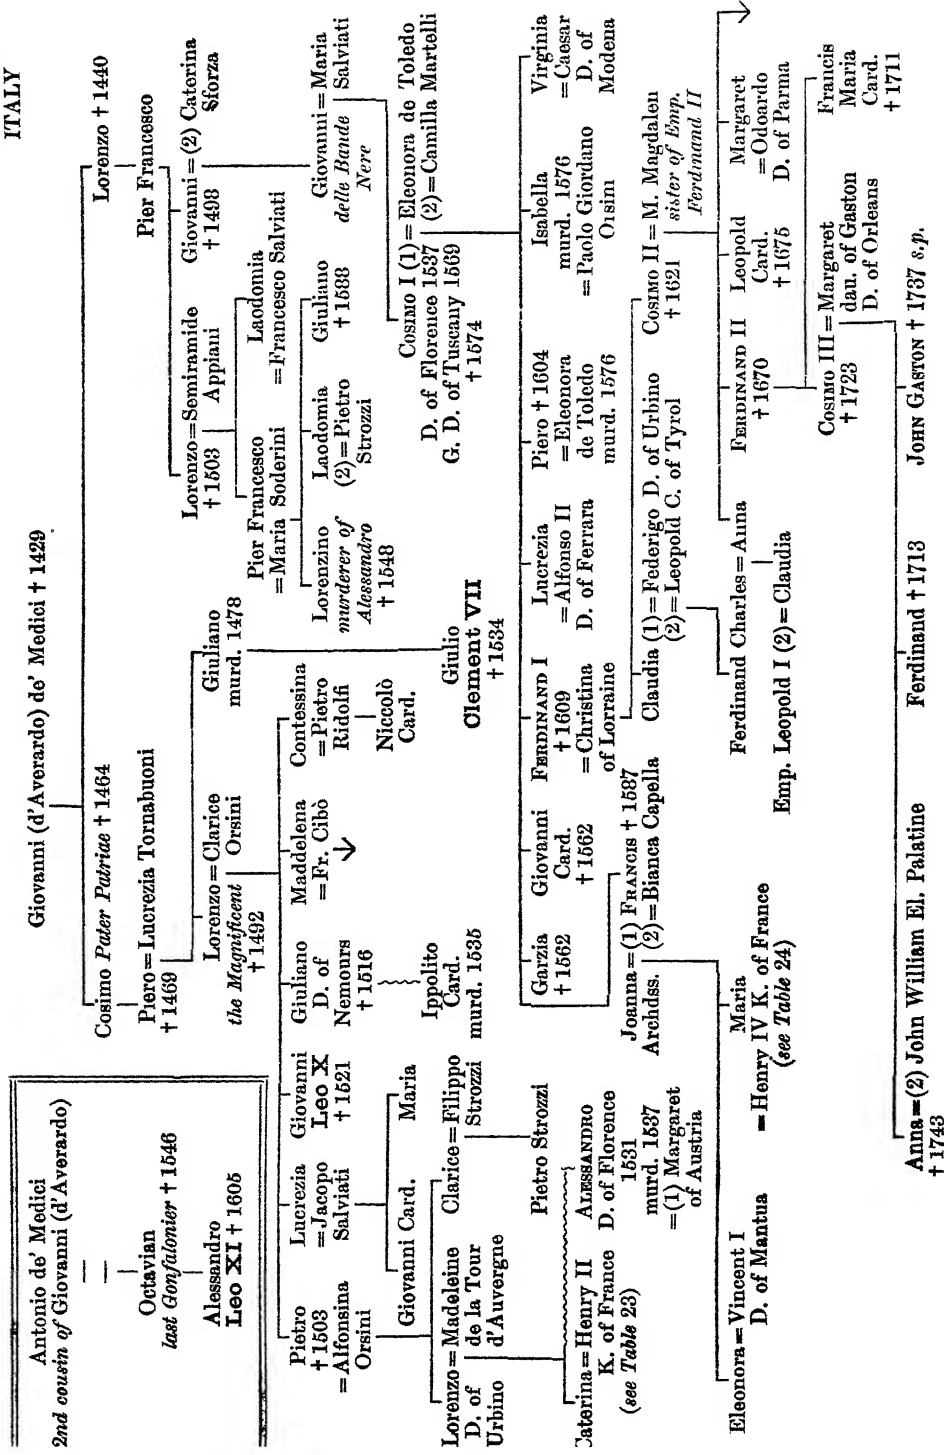 ITALY
Giovanni (d'Averardo) de' Medici † 1429
Antonio de' Medici
2nd cousin of Giovanni (d'Averardo)
Octavian
last Gonfalonier † 1546
Alessandro
Leo XI † 1605
Cosimo Pater Patriae † 1464
Lorenzo † 1440
Piero = Lucrezia Tornabuoni
† 1469
Pier Francesco
Lorenzo = Clarice
the Magnificent Orsini
† 1492
Giuliano
murd. 1478
Lorenzo = Semiramide
† 1503 Appiani
Giovanni = (2) Caterina
† 1498 Sforza
Pier Francesco
= Maria Soderini
Laodomia
= Francesco Salviati
Giovanni = Maria
delle Bande Salviati
Nere
Pietro
† 1503
= Alfonsina
Orsini
Lucrezia
= Jacopo
Salviati
Giovanni
Leo X
† 1521
Giuliano
D. of
Nemours
† 1516
Maddelena
= Fr. Cibò
Contessina
= Pietro
Ridolfi
Niccolò
Card.
Lorenzino
murderer of
Alessandro
† 1548
Laodomia
(2) = Pietro
Strozzi
Giuliano
† 1588
Giovanni Card.
Maria
Ippolito
Card.
murd. 1535
Giulio
Clement VII
† 1534
Cosimo I (1) = Eleonora de Toledo
D. of Florence 1537 (2) = Camilla Martelli
G. D. of Tuscany 1569
† 1574
Lorenzo = Madeleine
D. of de la Tour
Urbino d'Auvergne
Clarice = Filippo
Strozzi
Pietro Strozzi
Garzia
† 1562
Giovanni
Card.
† 1562
Ferdinand I
† 1609
= Christina
of Lorraine
Lucrezia
= Alfonso II
D. of Ferrara
Piero † 1604
= Eleonora
de Toledo
murd. 1576
Isabella
murd. 1576
= Paolo Giordano
Orsini
Virginia
= Caesar
D. of
Modena
Caterina = Henry II
K. of France
(see Table 23)
Alessandro
D. of Florence
1531
murd. 1537
= (1) Margaret
of Austria
Joanna = (1) Francis † 1587
Archdss. (2) = Bianca Capella
Claudia (1) = Federigo D. of Urbino
(2) = Leopold C. of Tyrol
Cosimo II = M. Magdalen
† 1621 sister of Emp.
Ferdinand II
Eleonora = Vincent I
D. of Mantua
Maria
= Henry IV K. of France
(see Table 24)
Ferdinand Charles = Anna
Emp. Leopold I (2) = Claudia
Ferdinand II
† 1670
Leopold
Card.
† 1675
Margaret
= Odoardo
D. of Parma
Cosimo III = Margaret
† 1723 dau. of Gaston
D. of Orleans
Francis
Maria
Card.
† 1711
Anna = (2) John William El. Palatine
† 1743
Ferdinand † 1713
John Gaston † 1737 s.p.